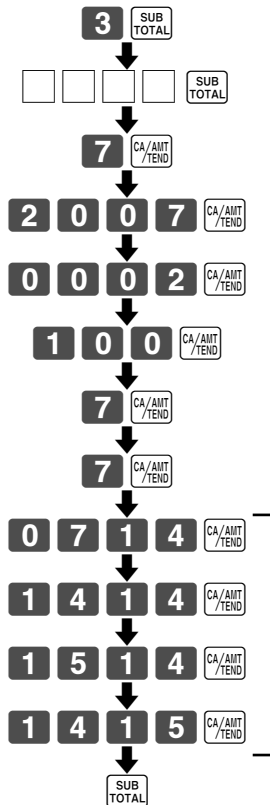 3 SUB TOTAL
SUB TOTAL
7 CA/AMT /TEND
2 0 0 7 CA/AMT /TEND
0 0 0 2 CA/AMT /TEND
1 0 0 CA/AMT /TEND
7 CA/AMT /TEND
7 CA/AMT /TEND
0 7 1 4 CA/AMT /TEND
1 4 1 4 CA/AMT /TEND
1 5 1 4 CA/AMT /TEND
1 4 1 5 CA/AMT /TEND
SUB TOTAL